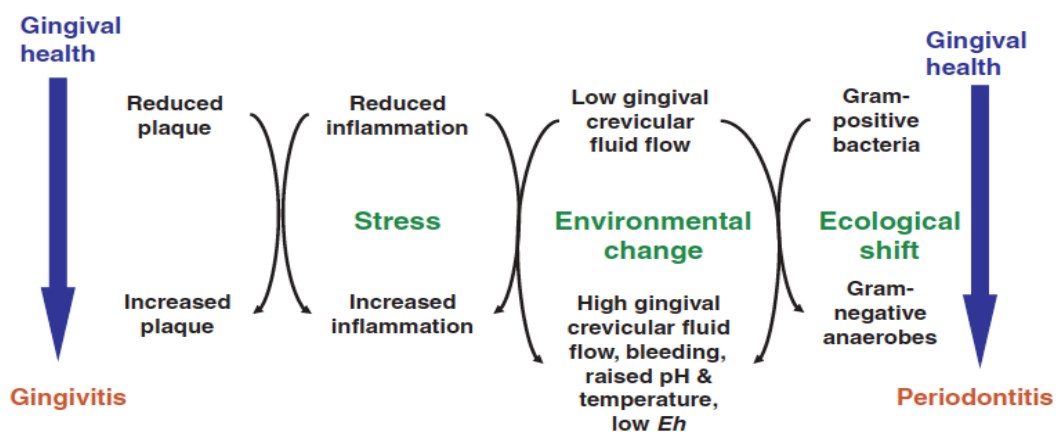 Gingival
health
Reduced
plaque
Reduced
inflammation
Low gingival
crevicular
fluid flow
Gram-
positive
bacteria
Gingival
health
Stress
Environmental
change
Ecological
shift
Increased
plaque
Increased
inflammation
High gingival
crevicular fluid
flow, bleeding,
raised pH &
temperature,
low Eh
Gram-
negative
anaerobes
Gingivitis
Periodontitis